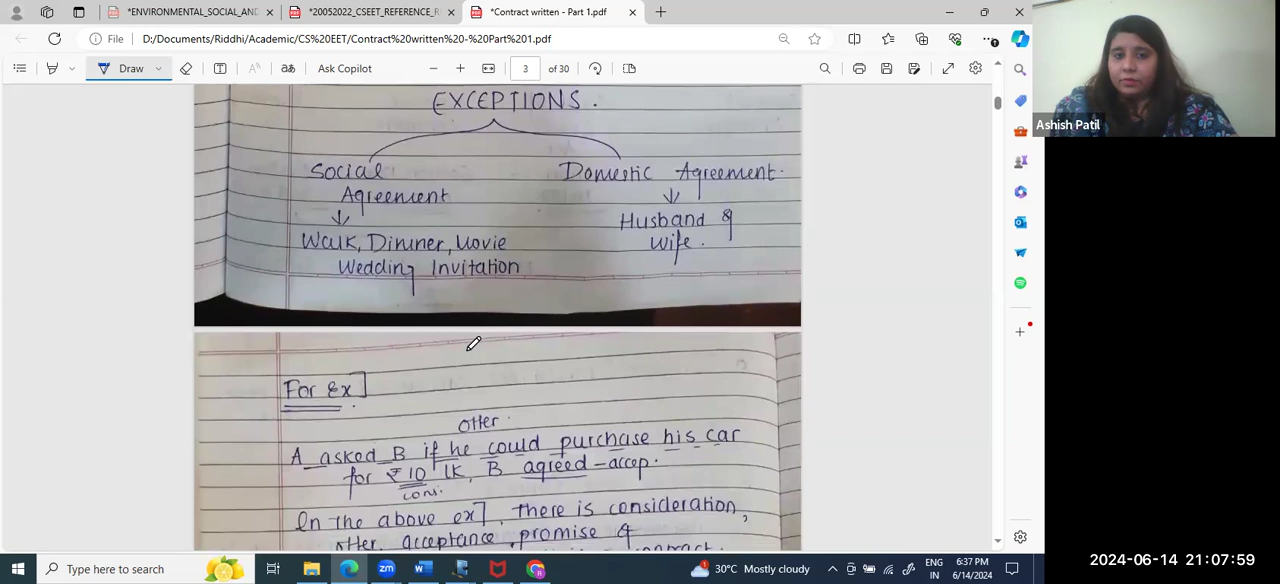 *ENVIRONMENTAL_SOCIAL_AND
*20052022_CSEET_REFERENCE_R
*Contract written - Part 1.pdf
File
D:/Documents/Riddhi/Academic/CS%20EET/Contract%20written%20-%20Part%201.pdf
Draw
Ask Copilot
3
of 30
Ashish Patil
EXCEPTIONS.
Social Agreement
Walk, Dinner, Movie
Wedding Invitation
Domestic Agreement.
Husband &
Wife.
For Ex]
Offer.
A asked B if he could purchase his car
for ₹10 lK, B agreed - accep.
cons.
In the above ex], there is consideration,
offer, acceptance, promise &
contract.
Type here to search
30°C Mostly cloudy
ENG
IN
6:37 PM
6/14/2024
2024-06-14 21:07:59